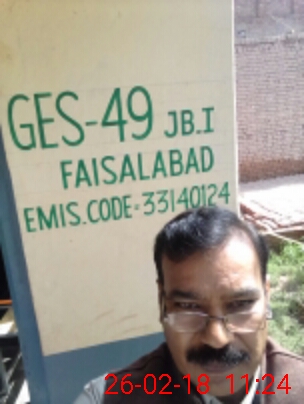 GES-49 JB-I
FAISALABAD
EMIS.CODE-33140124
26-02-18 11:24